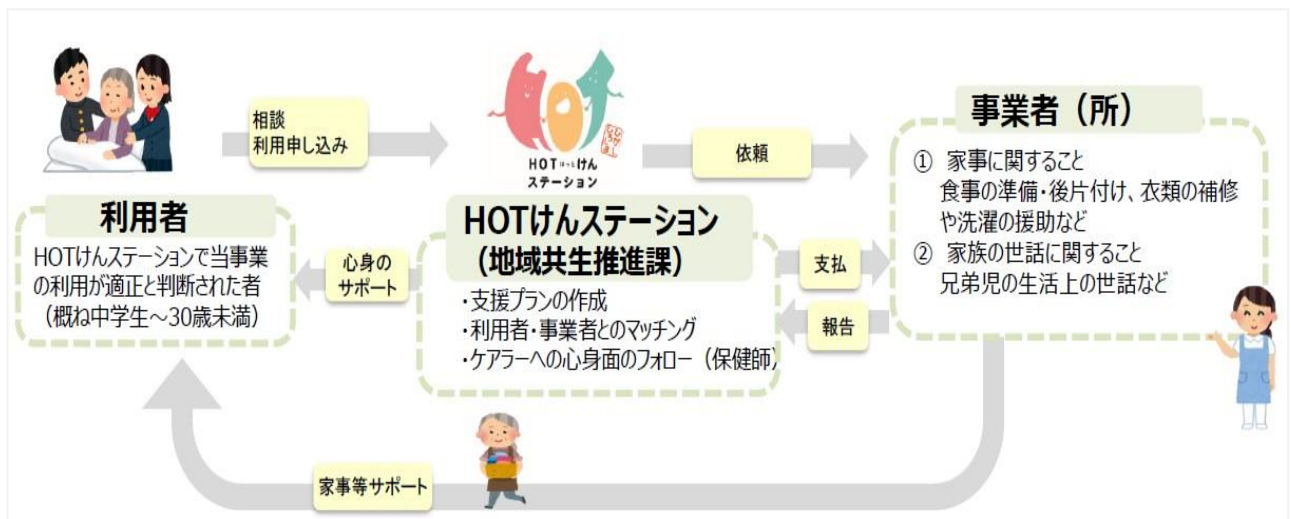 相談
利用申し込み
HOTほっとけん
ステーション
依頼
事業者（所）
① 家事に関すること
食事の準備・後片付け、衣類の補修
や洗濯の援助など
② 家族の世話に関すること
兄弟児の生活上の世話など
利用者
HOTけんステーションで当事業
の利用が適正と判断された者
（概ね中学生～30歳未満）
心身の
サポート
HOTけんステーション
（地域共生推進課）
・支援プランの作成
・利用者・事業者とのマッチング
・ケアラーへの心身面のフォロー（保健師）
支払
報告
家事等サポート